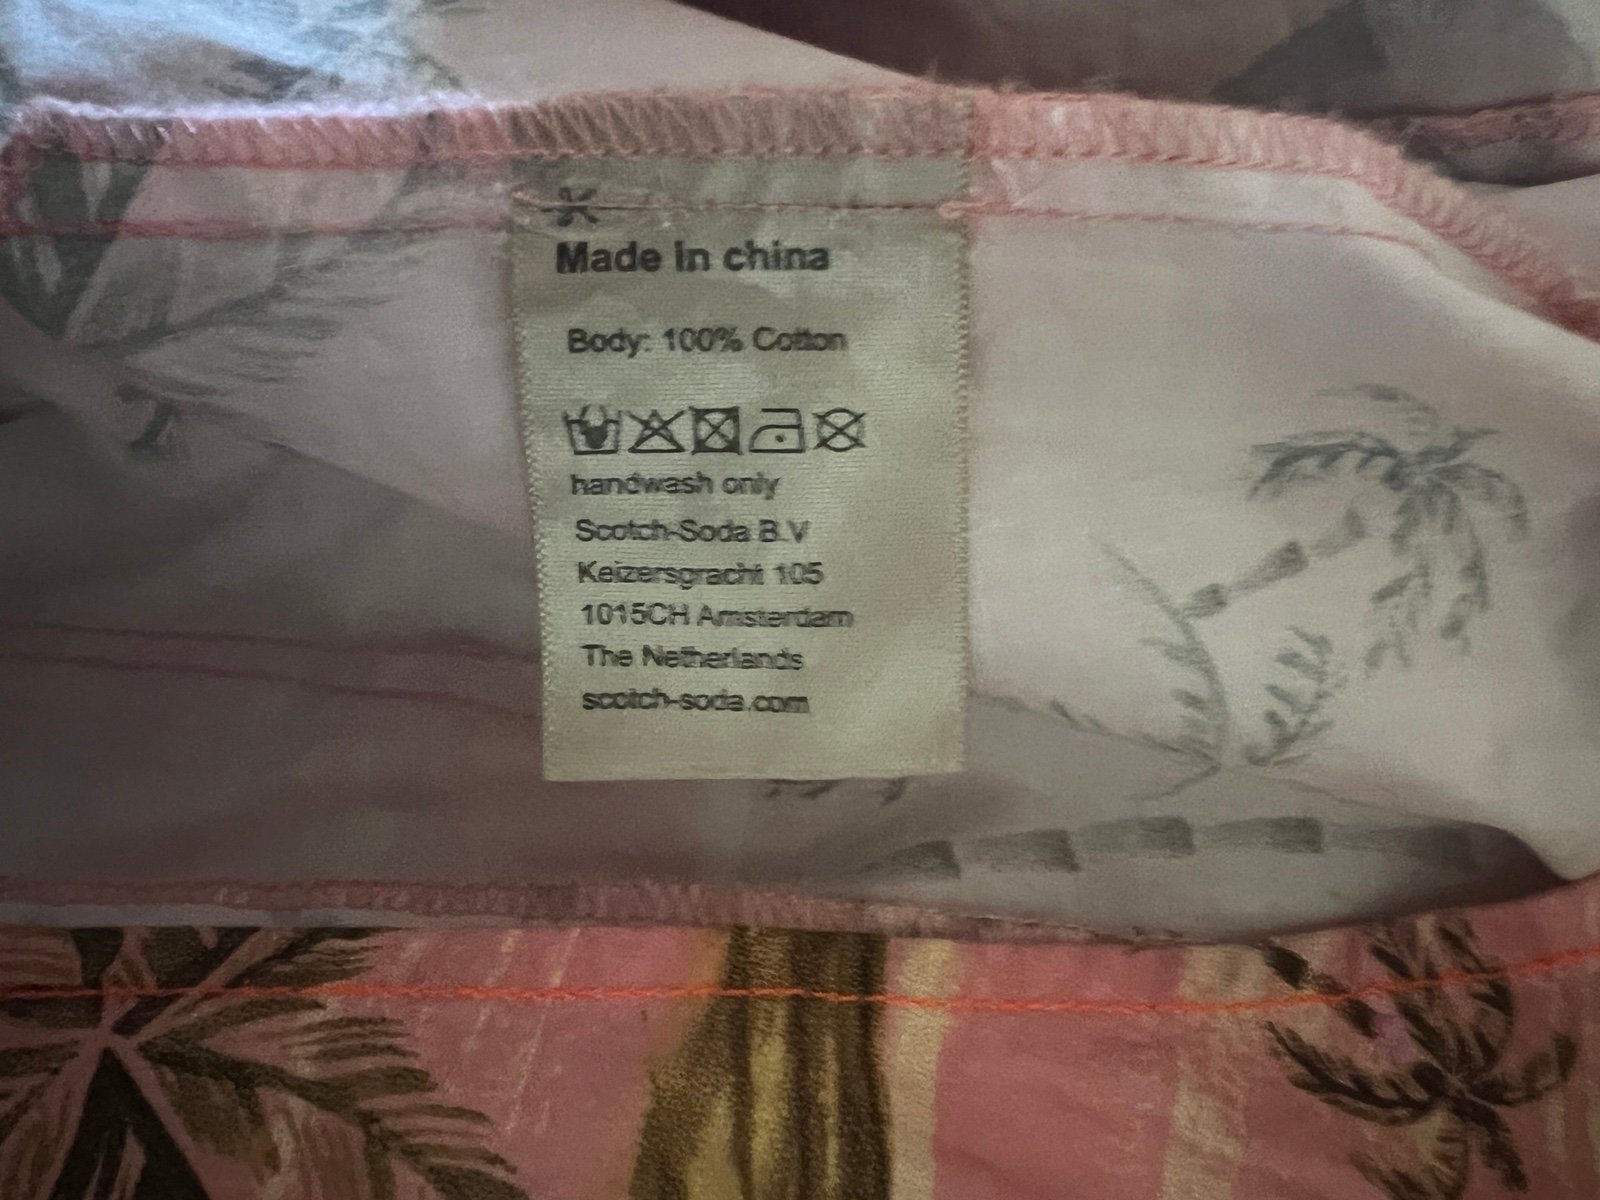 Made in china
Body: 100% Cotton
handwash only
Scotch-Soda B.V
Keizersgracht 105
1015CH Amsterdam
The Netherlands
scotch-soda.com